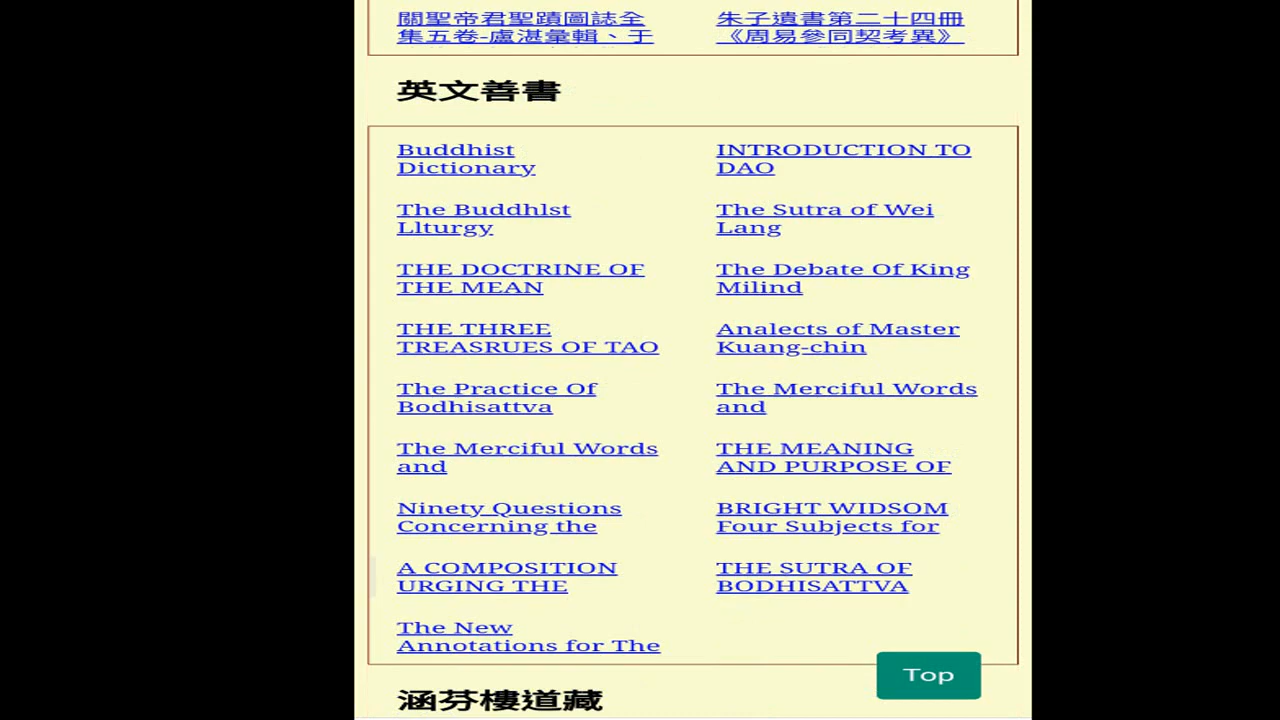 關聖帝君聖蹟圖誌全
集五卷-盧湛彙輯、于
朱子遺書第二十四冊
《周易參同契考異》
英文善書
Buddhist
Dictionary
INTRODUCTION TO
DAO
The Buddhlst
Llturgy
The Sutra of Wei
Lang
THE DOCTRINE OF
THE MEAN
The Debate Of King
Milind
THE THREE
TREASRUES OF TAO
Analects of Master
Kuang-chin
The Practice Of
Bodhisattva
The Merciful Words
and
The Merciful Words
and
THE MEANING
AND PURPOSE OF
Ninety Questions
Concerning the
BRIGHT WIDSOM
Four Subjects for
A COMPOSITION
URGING THE
THE SUTRA OF
BODHISATTVA
The New
Annotations for The
Top
涵芬樓道藏